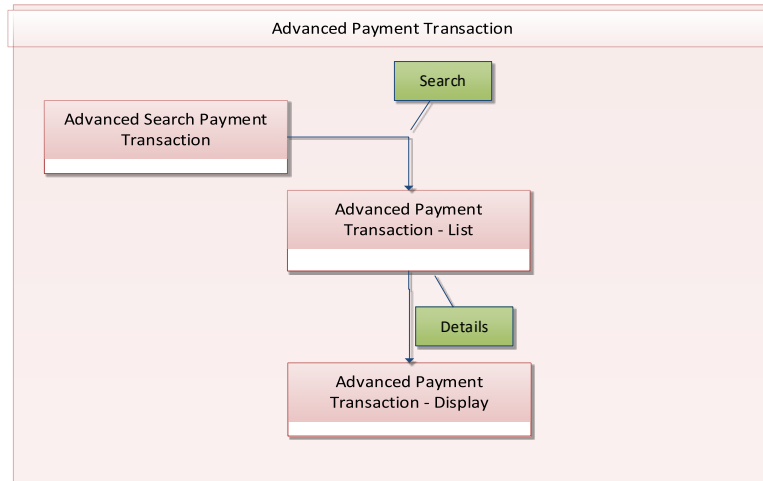 Advanced Payment Transaction
Search
Advanced Search Payment
Transaction
Advanced Payment
Transaction - List
Details
Advanced Payment
Transaction - Display